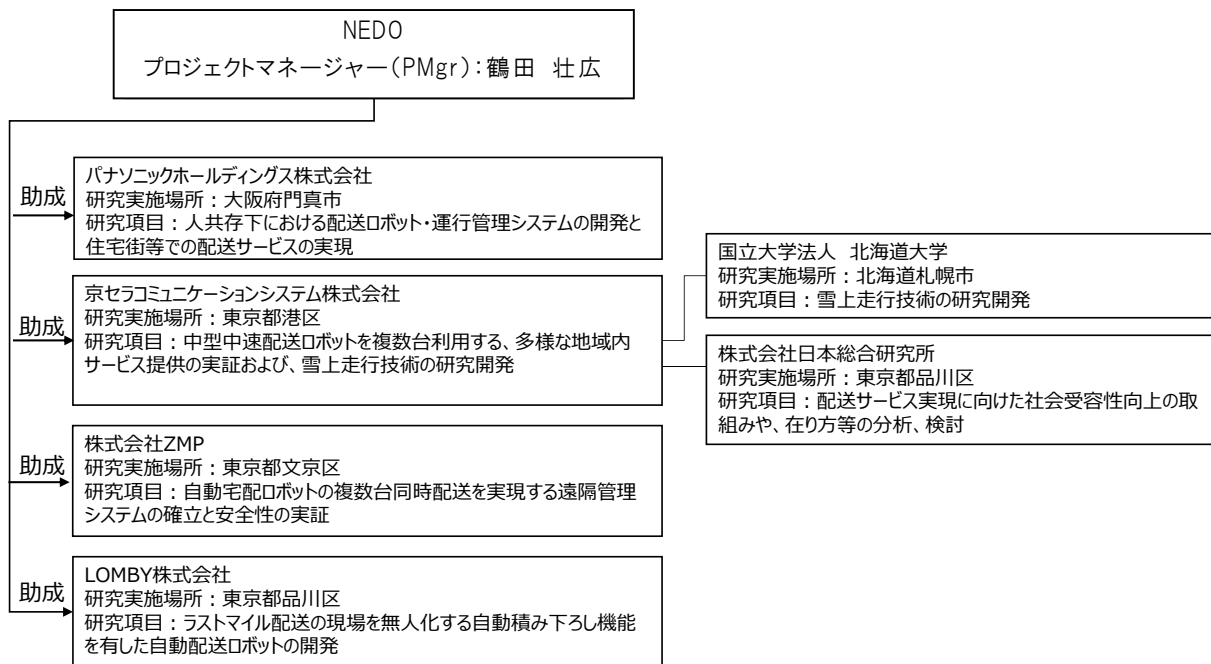 NEDO
プロジェクトマネージャー(PMgr):鶴田　壮広
助成
パナソニックホールディングス株式会社
研究実施場所：大阪府門真市
研究項目：人共存下における配送ロボット・運行管理システムの開発と
住宅街等での配送サービスの実現
助成
京セラコミュニケーションシステム株式会社
研究実施場所：東京都港区
研究項目：中型中速配送ロボットを複数台利用する、多様な地域内
サービス提供の実証および、雪上走行技術の研究開発
国立大学法人　北海道大学
研究実施場所：北海道札幌市
研究項目：雪上走行技術の研究開発
株式会社日本総合研究所
研究実施場所：東京都品川区
研究項目：配送サービス実現に向けた社会受容性向上の取
組みや、在り方等の分析、検討
助成
株式会社ZMP
研究実施場所：東京都文京区
研究項目：自動宅配ロボットの複数台同時配送を実現する遠隔管理
システムの確立と安全性の実証
助成
LOMBY株式会社
研究実施場所：東京都品川区
研究項目：ラストマイル配送の現場を無人化する自動積み下ろし機能
を有した自動配送ロボットの開発